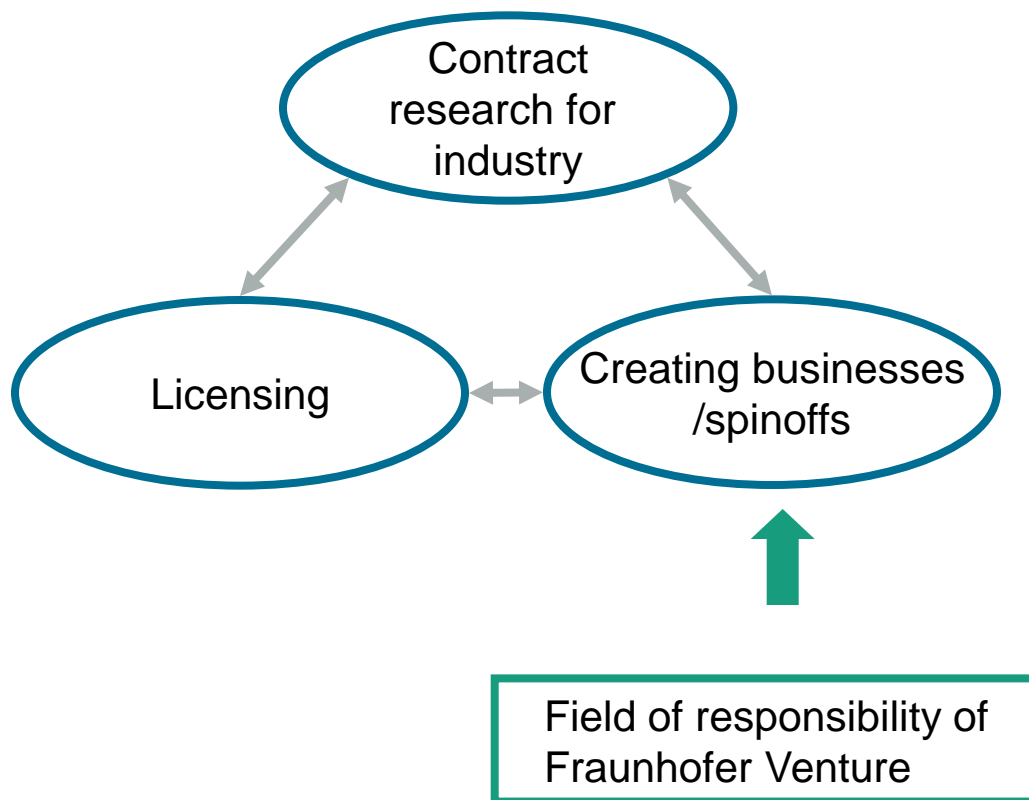 Contract
research for
industry
Licensing
Creating businesses
/spinoffs
Field of responsibility of
Fraunhofer Venture